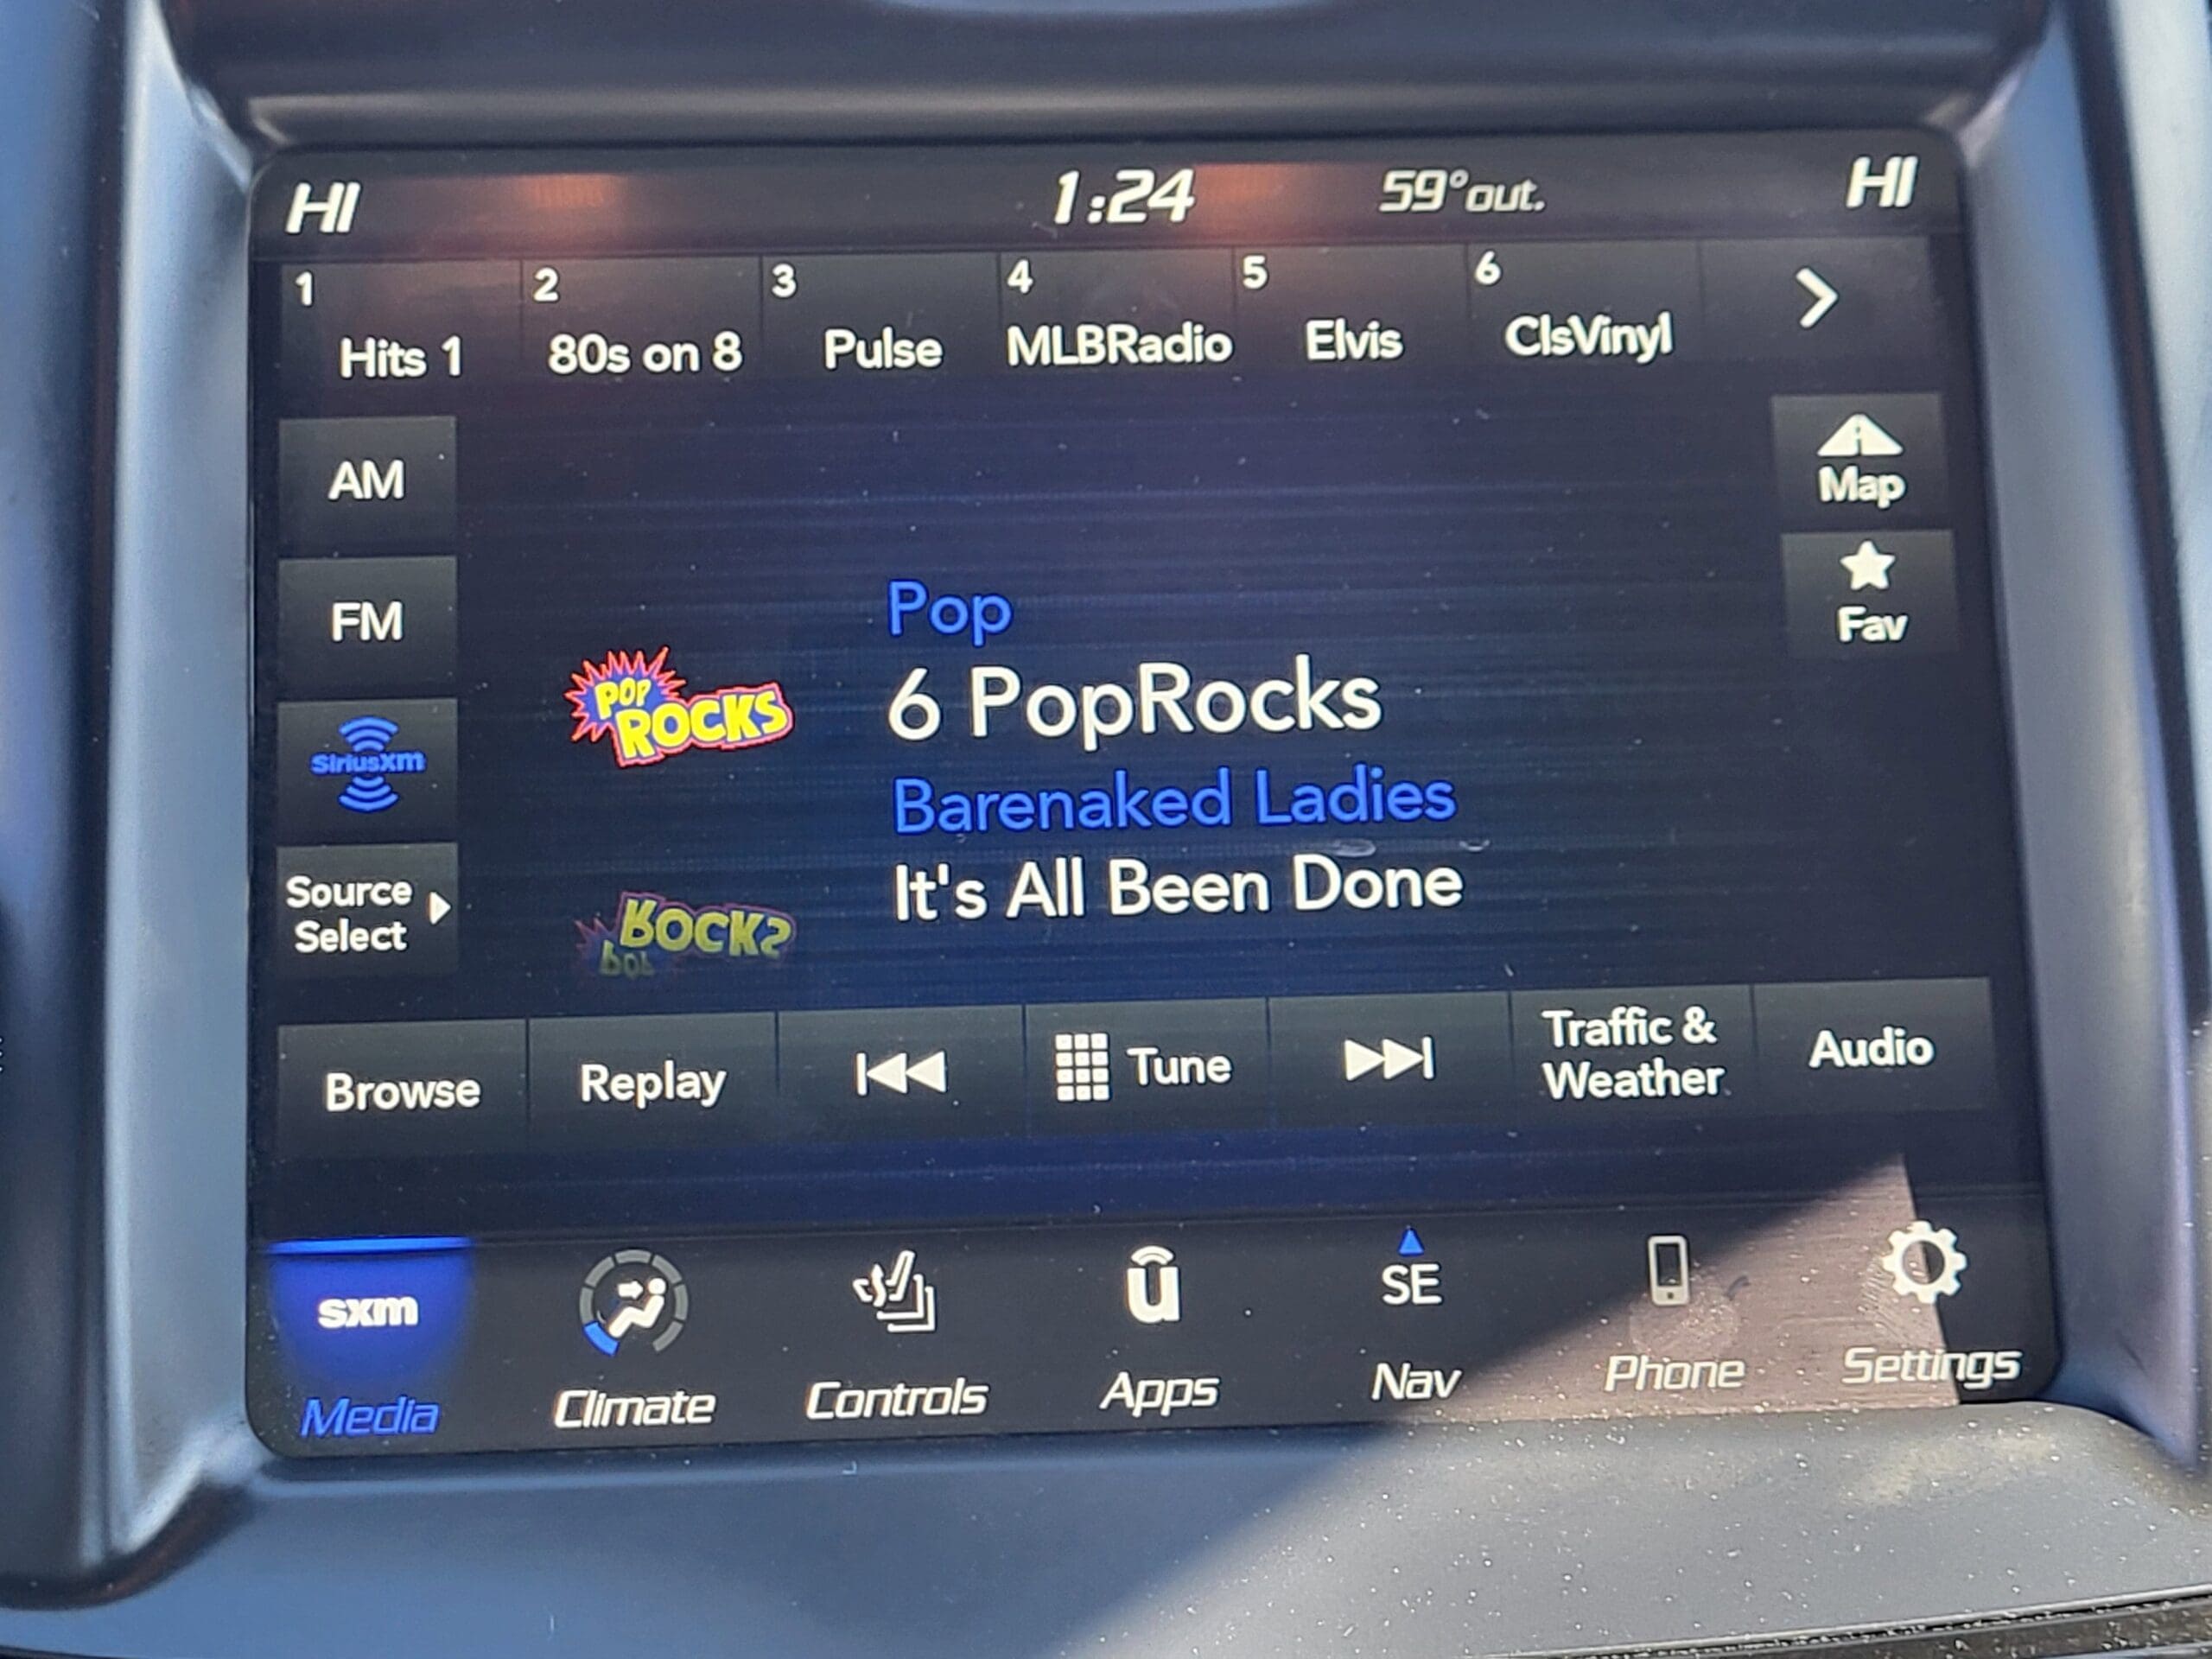 HI 1:24 59°out. HI
1 2 3 4 5 6
Hits 1 80s on 8 Pulse MLBRadio Elvis ClsVinyl
AM
Map
FM
Fav
Pop
POP
ROCKS
6 PopRocks
siriusxm
Barenaked Ladies
It's All Been Done
Source
Select
ROCKS
POP
Browse Replay Tune Traffic &
Weather Audio
sxm u SE
Media Climate Controls Apps Nav Phone Settings